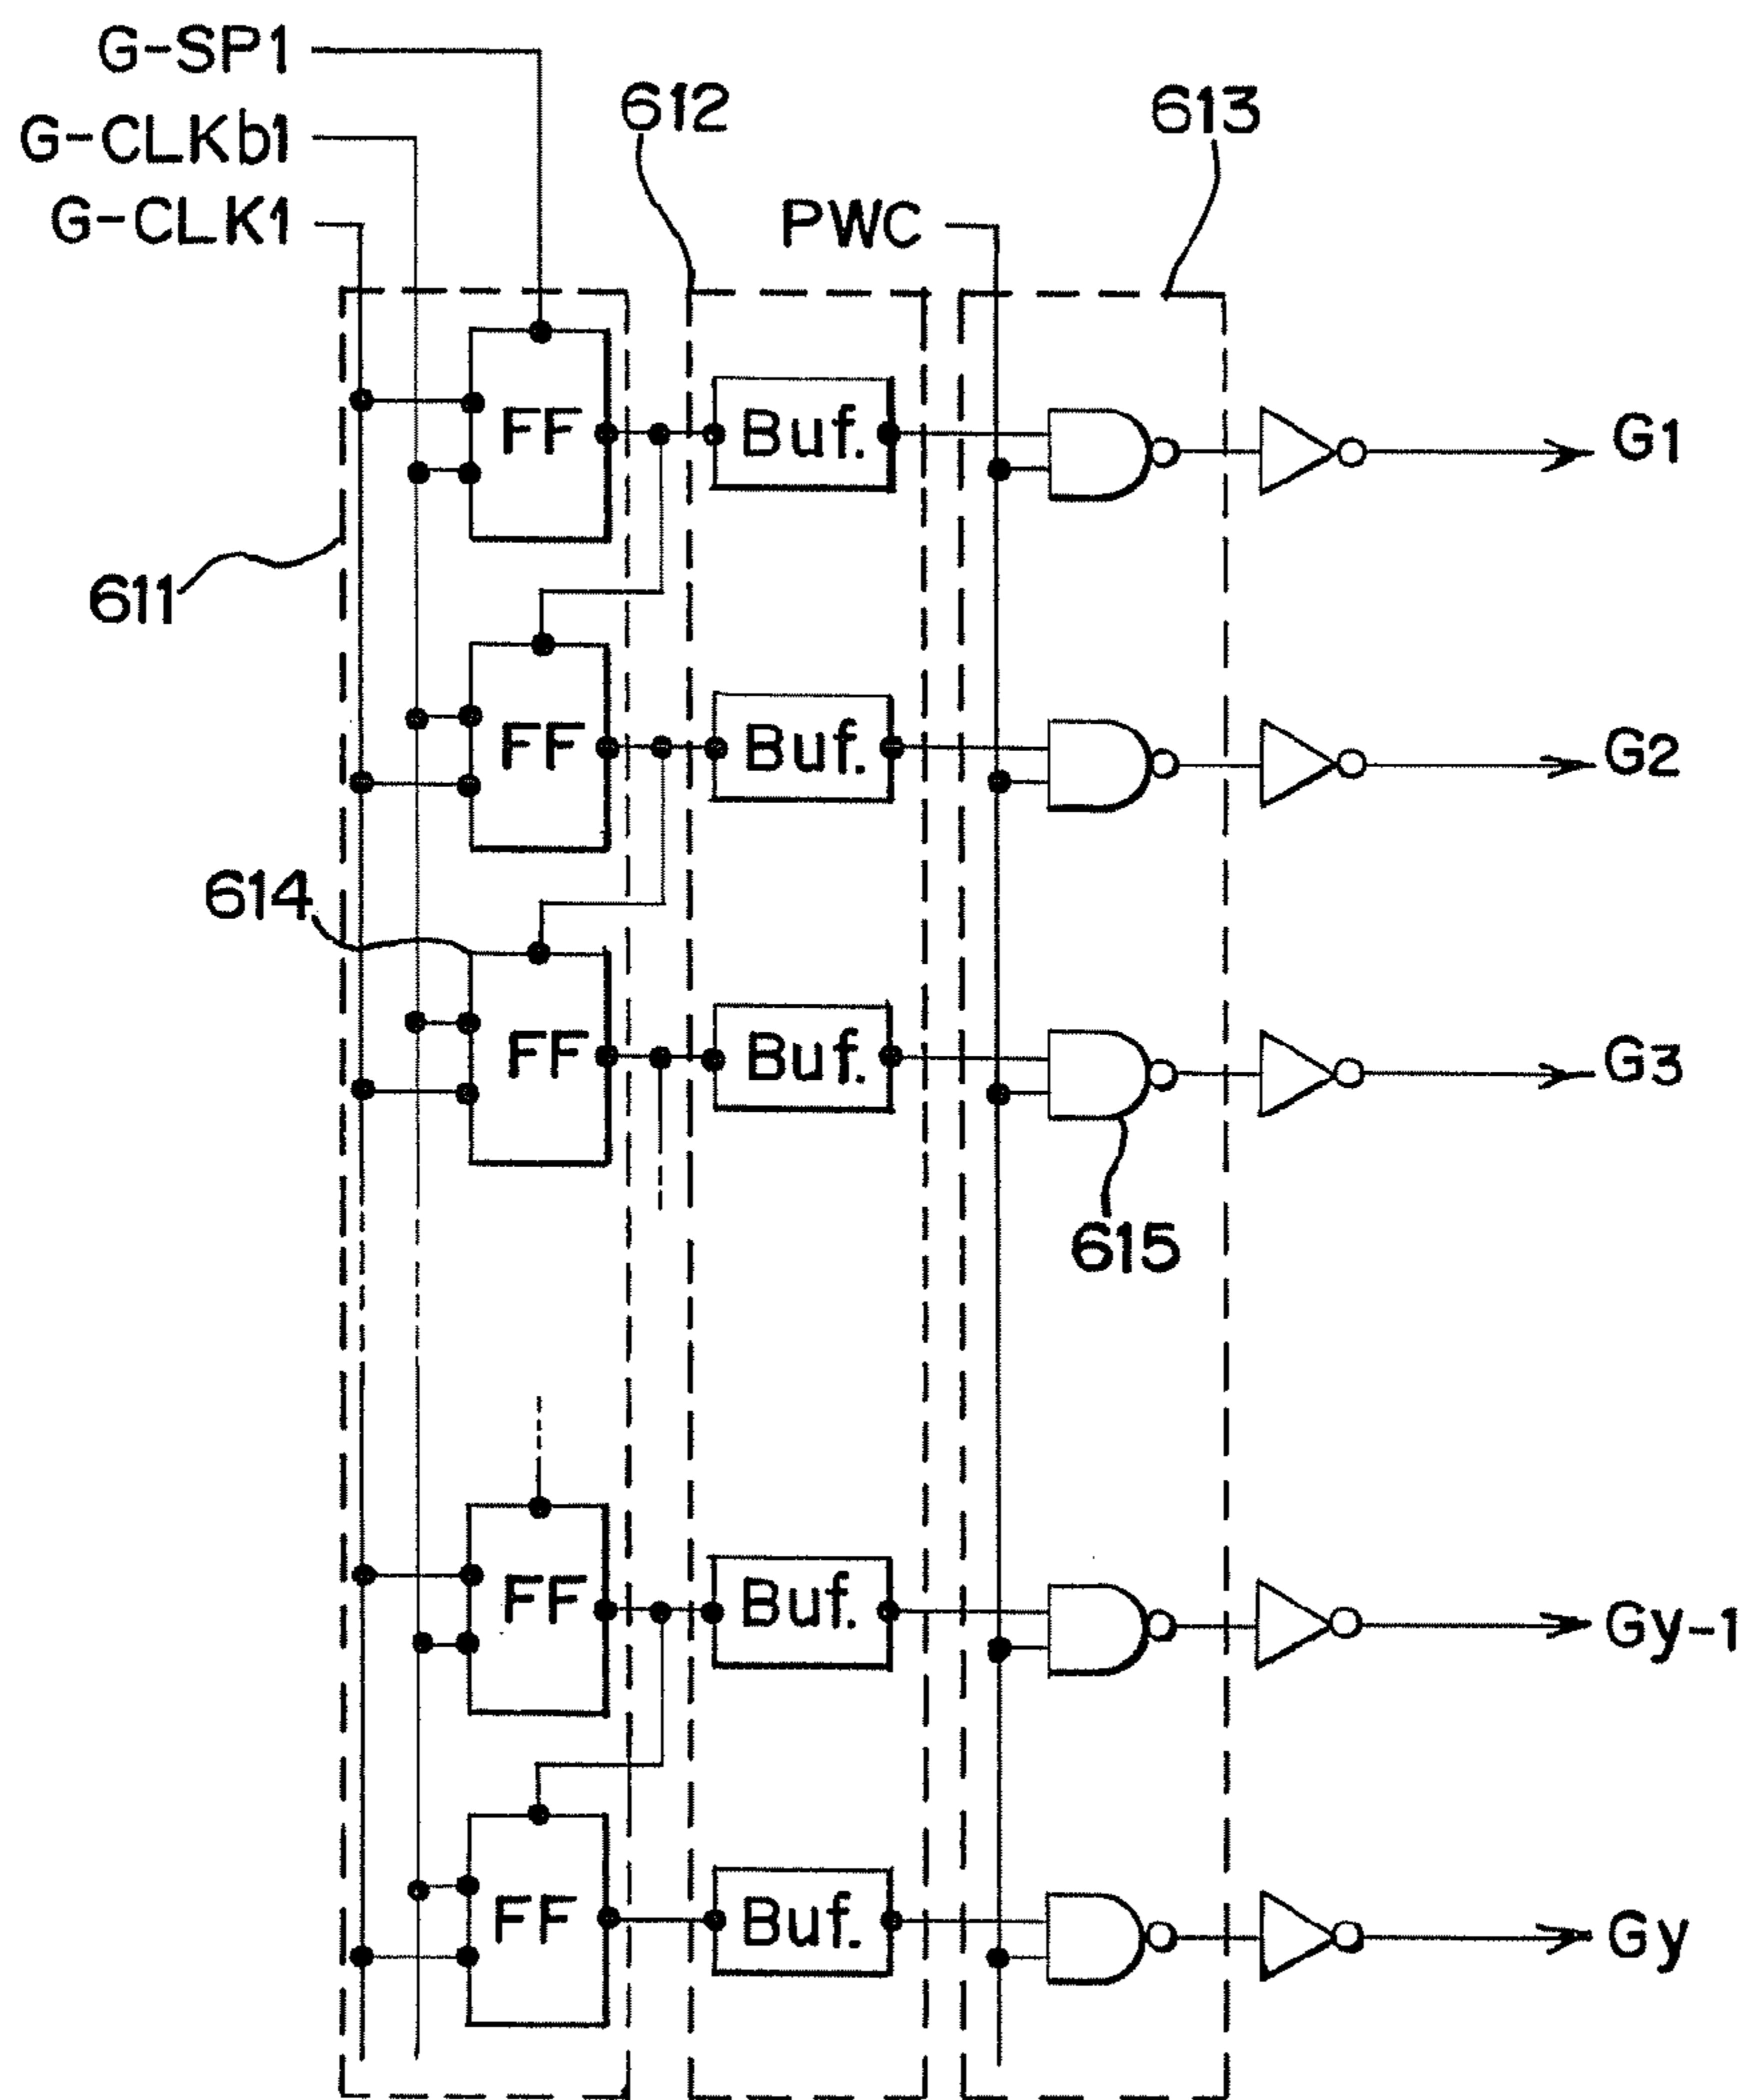 G-SP1
G-CLKb1
G-CLK1
612
613
PWC
611
FF
Buf.
G1
FF
Buf.
G2
614
FF
Buf.
G3
615
FF
Buf.
Gy-1
FF
Buf.
Gy